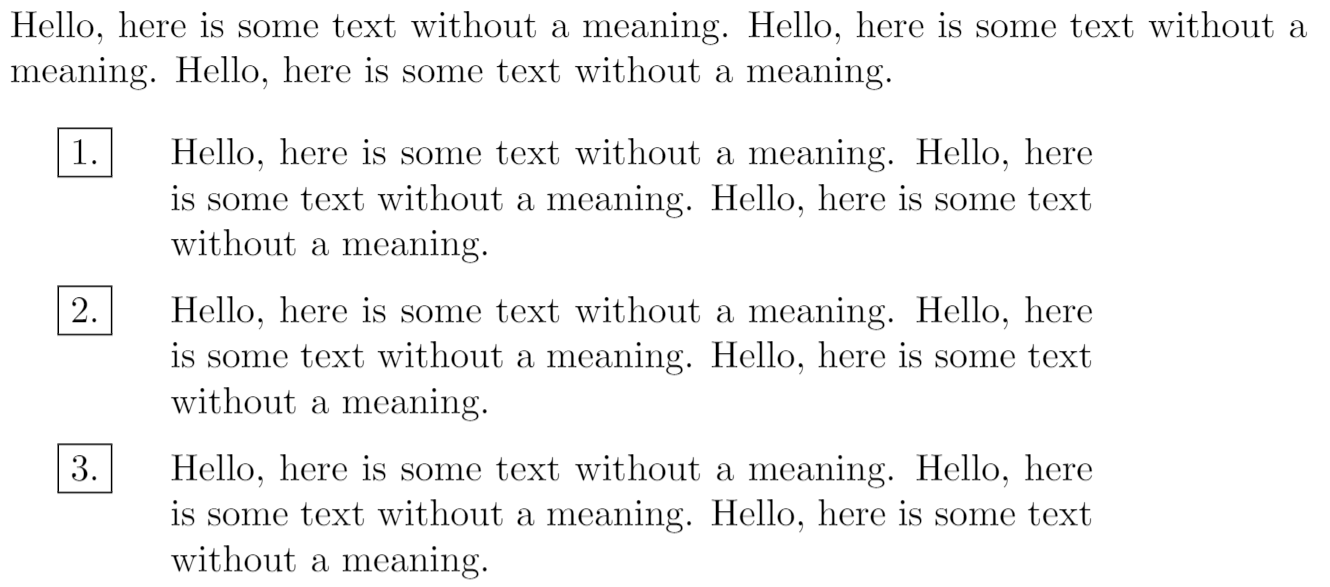 Hello, here is some text without a meaning. Hello, here is some text without a
meaning. Hello, here is some text without a meaning.
1. Hello, here is some text without a meaning. Hello, here
is some text without a meaning. Hello, here is some text
without a meaning.
2. Hello, here is some text without a meaning. Hello, here
is some text without a meaning. Hello, here is some text
without a meaning.
3. Hello, here is some text without a meaning. Hello, here
is some text without a meaning. Hello, here is some text
without a meaning.